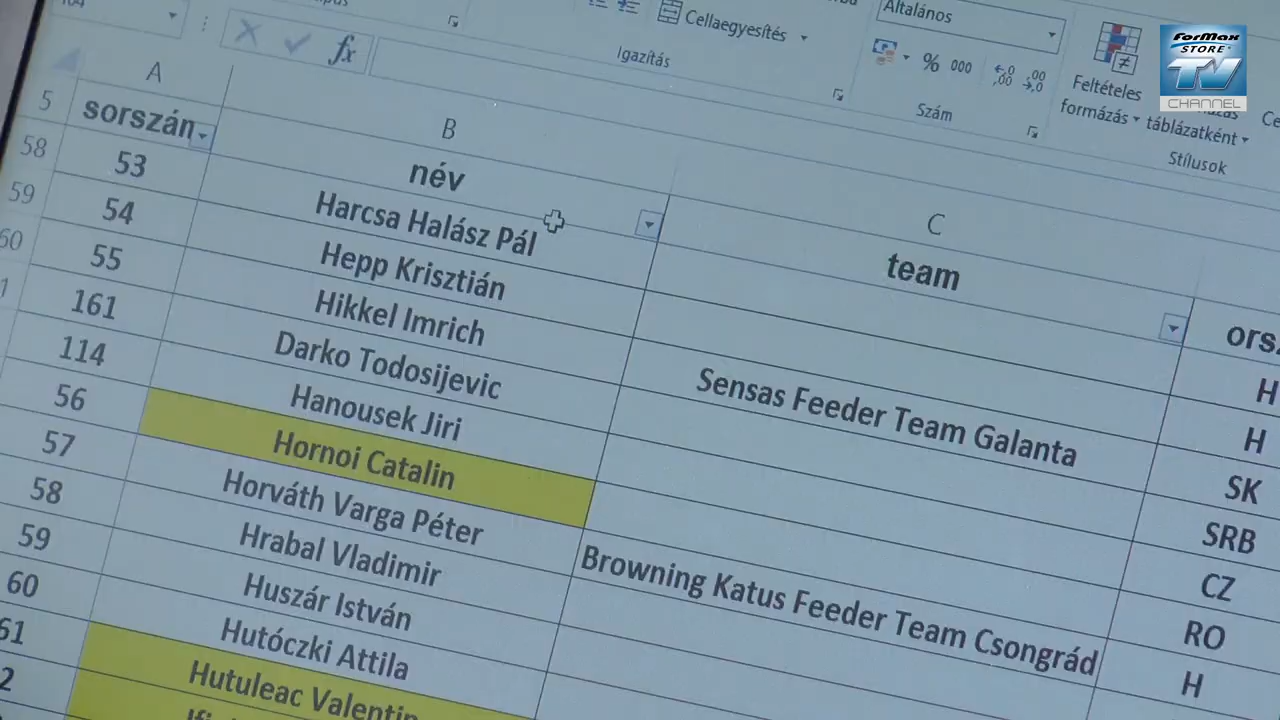 Cellaegyesítés
Igazítás
Általános
% 000
Szám
Feltételes
formázás
táblázatként
Stílusok
ForMax
STORE
TV
CHANNEL
fx
A B C
5 sorszám név team orsz
58 53 Harcsa Halász Pál H
59 54 Hepp Krisztián H
60 55 Hikkel Imrich Sensas Feeder Team Galanta SK
161 Darko Todosijevic SRB
114 Hanousek Jiri CZ
56 Hornoi Catalin RO
57 Horváth Varga Péter Browning Katus Feeder Team Csongrád H
58 Hrabal Vladimir
59 Huszár István
60 Hutóczki Attila
61 Hutuleac Valentin